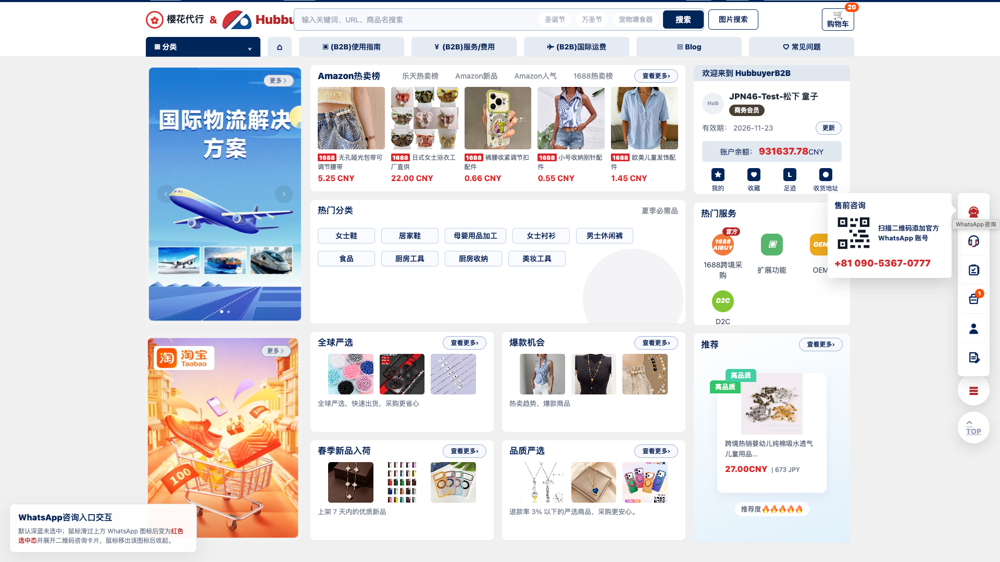 樱花代行 & Hubbu
输入关键词、URL、商品名搜索
圣诞节
万圣节
宠物喂食器
搜索
图片搜索
购物车
20
分类
(B2B)使用指南
¥ (B2B)服务/费用
(B2B)国际运费
Blog
常见问题
更多
国际物流解决
方案
Amazon热卖榜
乐天热卖榜
Amazon新品
Amazon人气
1688热卖榜
查看更多›
1688 无孔哑光包带可
调节腰带
5.25 CNY
1688 日式女士浴衣工
厂直供
22.00 CNY
1688 裤腰收紧调节扣
配件
0.66 CNY
1688 小号收纳别针配
件
0.55 CNY
1688 欧美儿童发饰配
件
1.45 CNY
欢迎来到 HubbuyerB2B
Hub
JPN46-Test-松下 童子
商务会员
有效期: 2026-11-23
更新
账户余额: 931637.78CNY
我的
收藏
L
足迹
收货地址
热门分类
夏季必需品
女士鞋
居家鞋
母婴用品加工
女士衬衫
男士休闲裤
食品
厨房工具
厨房收纳
美妆工具
热门服务
官方
1688
AIBUY
1688跨境采
购
扩展功能
OEM
OEM
D2C
D2C
售前咨询
扫描二维码添加官方
WhatsApp 账号
+81 090-5367-0777
WhatsApp咨询
1
TOP
淘 淘宝
Taobao
更多
100
100
全球严选
查看更多›
全球严选，快速出货，采购更省心
爆款机会
查看更多›
热卖趋势，爆款商品
推荐
查看更多›
高品质
高品质
跨境热销婴幼儿纯棉吸水透气
儿童用品...
27.00CNY | 673 JPY
推荐度
春季新品入荷
查看更多›
上架 7 天内的优质新品
品质严选
查看更多›
退款率 3% 以下的严选商品，采购更安心。
WhatsApp咨询入口交互
默认深蓝未选中；鼠标滑过上方 WhatsApp 图标后变为红色
选中态并展开二维码咨询卡片，鼠标移出该图标后收起。